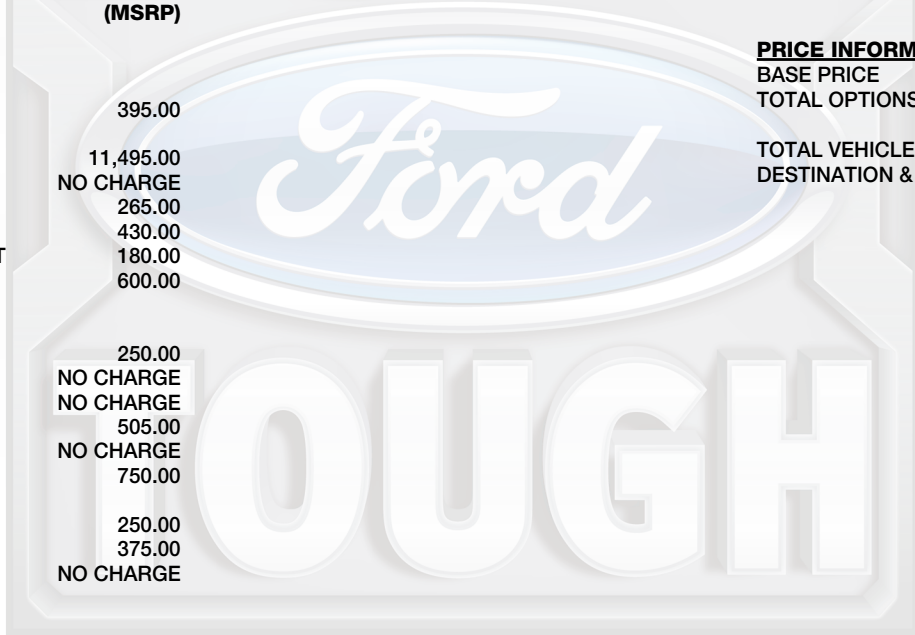 (MSRP)
395.00
11,495.00
NO CHARGE
265.00
430.00
T 180.00
600.00
250.00
NO CHARGE
NO CHARGE
505.00
NO CHARGE
750.00
250.00
375.00
NO CHARGE
PRICE INFORM
BASE PRICE
TOTAL OPTIONS
TOTAL VEHICLE
DESTINATION &
Ford
TOUGH